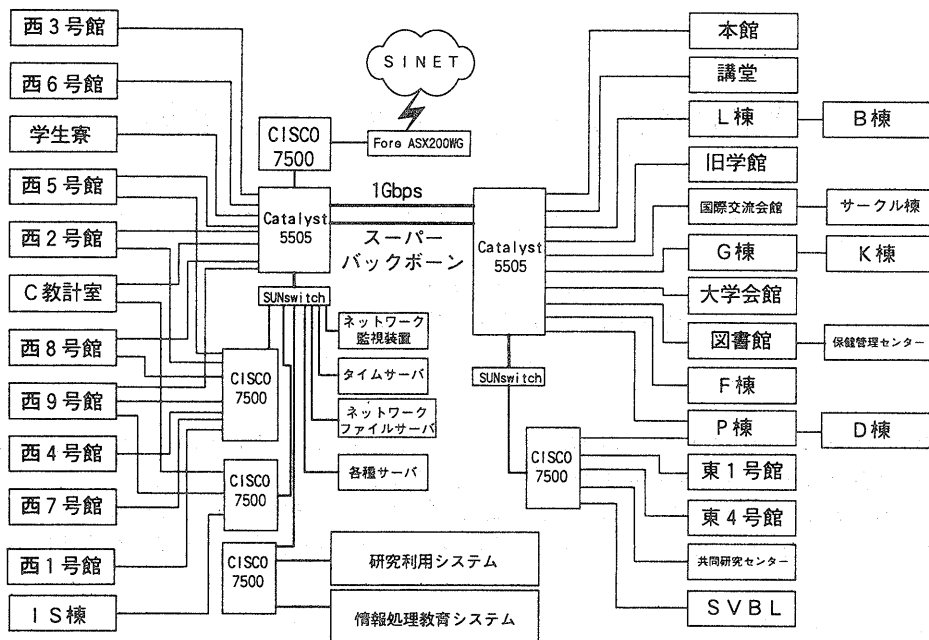 西3号館
西6号館
学生寮
西5号館
西2号館
C教計室
西8号館
西9号館
西4号館
西7号館
西1号館
IS棟
SINET
CISCO
7500
Fore ASX200WG
Catalyst
5505
1Gbps
スーパー
バックボーン
Catalyst
5505
SUNswitch
ネットワーク
監視装置
タイムサーバ
ネットワーク
ファイルサーバ
各種サーバ
CISCO
7500
CISCO
7500
CISCO
7500
研究利用システム
情報処理教育システム
SUNswitch
CISCO
7500
本館
講堂
L棟
B棟
旧学館
国際交流会館
サークル棟
G棟
K棟
大学会館
図書館
保健管理センター
F棟
P棟
D棟
東1号館
東4号館
共同研究センター
SVBL